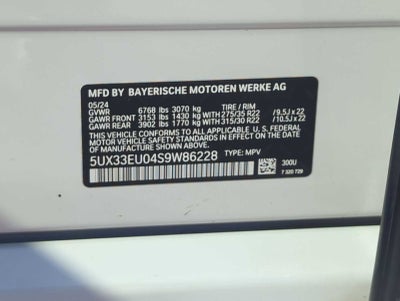 MFD BY BAYERISCHE MOTOREN WERKE AG
05/24 TIRE / RIM
GVWR 6768 lbs 3070 kg
GAWR FRONT 3153 lbs 1430 kg WITH 275/35 R22 / 9.5J x 22
GAWR REAR 3902 lbs 1770 kg WITH 315/30 R22 / 10.5J x 22
THIS VEHICLE CONFORMS TO ALL APPLICABLE U.S. FEDERAL
MOTOR VEHICLE SAFETY STANDARDS IN EFFECT ON THE
DATE OF MANUFACTURE SHOWN ABOVE.
5UX33EU04S9W86228 TYPE: MPV
300U
7 320 729